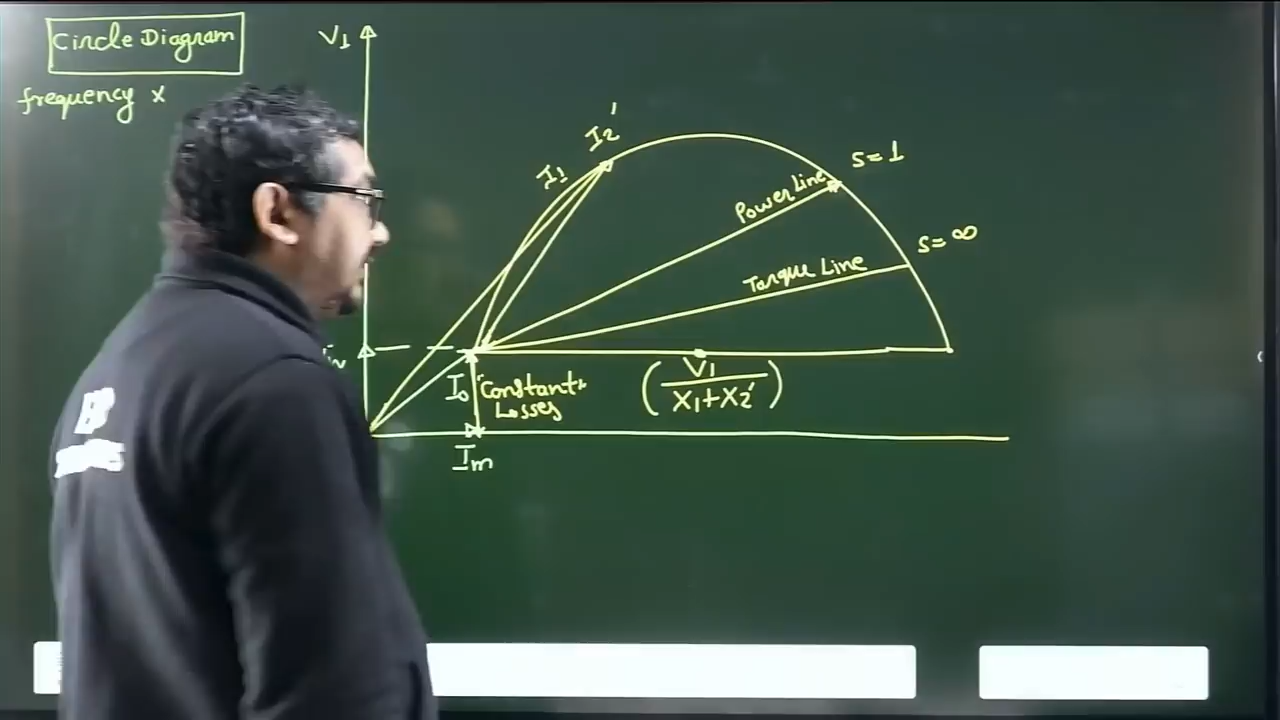 Circle Diagram
frequency x
V1
I2'
I1
s=1
Power Line
s=∞
Torque Line
I0
Constant
Losses
(V1/X1+X2')
Im